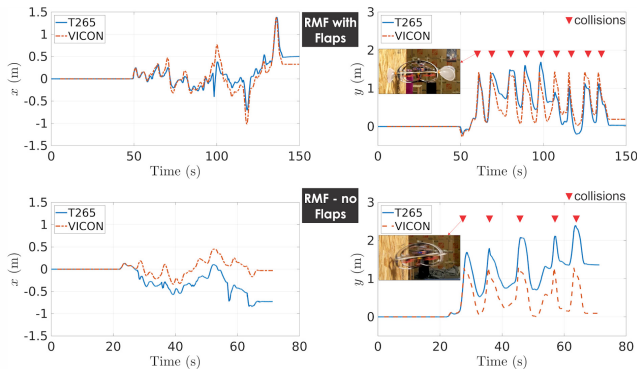 RMF with
Flaps
T265
VICON
1.5
1
0.5
0
-0.5
-1
-1.5
x (m)
0 50 100 150
Time (s)
collisions
T265
VICON
3
2
1
0
y (m)
0 50 100 150
Time (s)
RMF - no
Flaps
T265
VICON
1.5
1
0.5
0
-0.5
-1
-1.5
x (m)
0 20 40 60 80
Time (s)
collisions
T265
VICON
3
2
1
0
y (m)
0 20 40 60 80
Time (s)